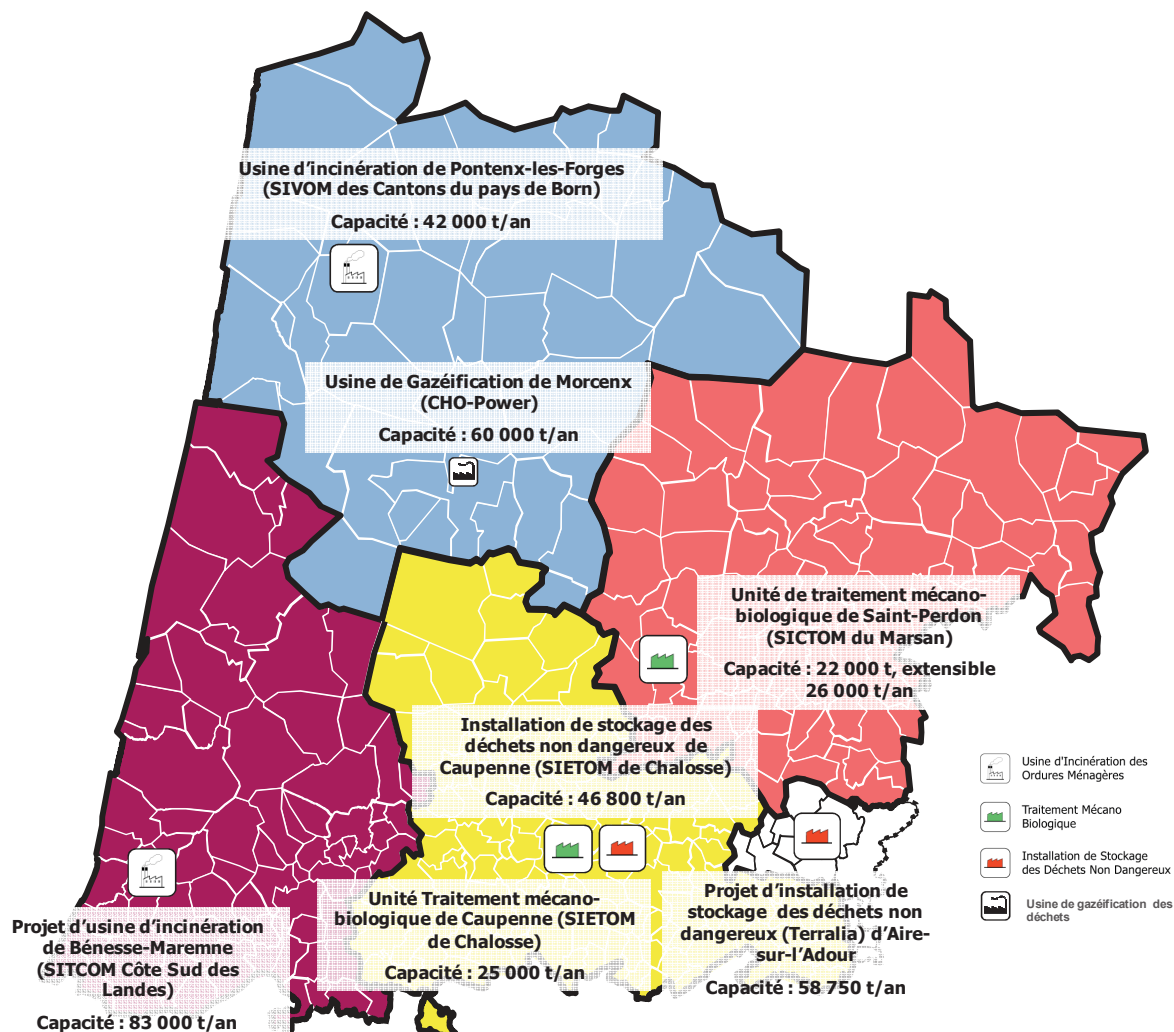 Usine d'incinération de Pontenx-les-Forges
(SIVOM des Cantons du pays de Born)
Capacité : 42 000 t/an
Usine de Gazéification de Morcenx
(CHO-Power)
Capacité : 60 000 t/an
Unité de traitement mécano-
biologique de Saint-Perdon
(SICTOM du Marsan)
Capacité : 22 000 t, extensible
26 000 t/an
Installation de stockage des
déchets non dangereux de
Caupenne (SIETOM de Chalosse)
Capacité : 46 800 t/an
Unité Traitement mécano-
biologique de Caupenne (SIETOM
de Chalosse)
Capacité : 25 000 t/an
Projet d'installation de
stockage des déchets non
dangereux (Terralia) d'Aire-
sur-l'Adour
Capacité : 58 750 t/an
Projet d'usine d'incinération
de Bénesse-Maremne
(SITCOM Côte Sud des
Landes)
Capacité : 83 000 t/an
Usine d'Incinération des
Ordures Ménagères
Traitement Mécano
Biologique
Installation de Stockage
des Déchets Non Dangereux
Usine de gazéification des
déchets